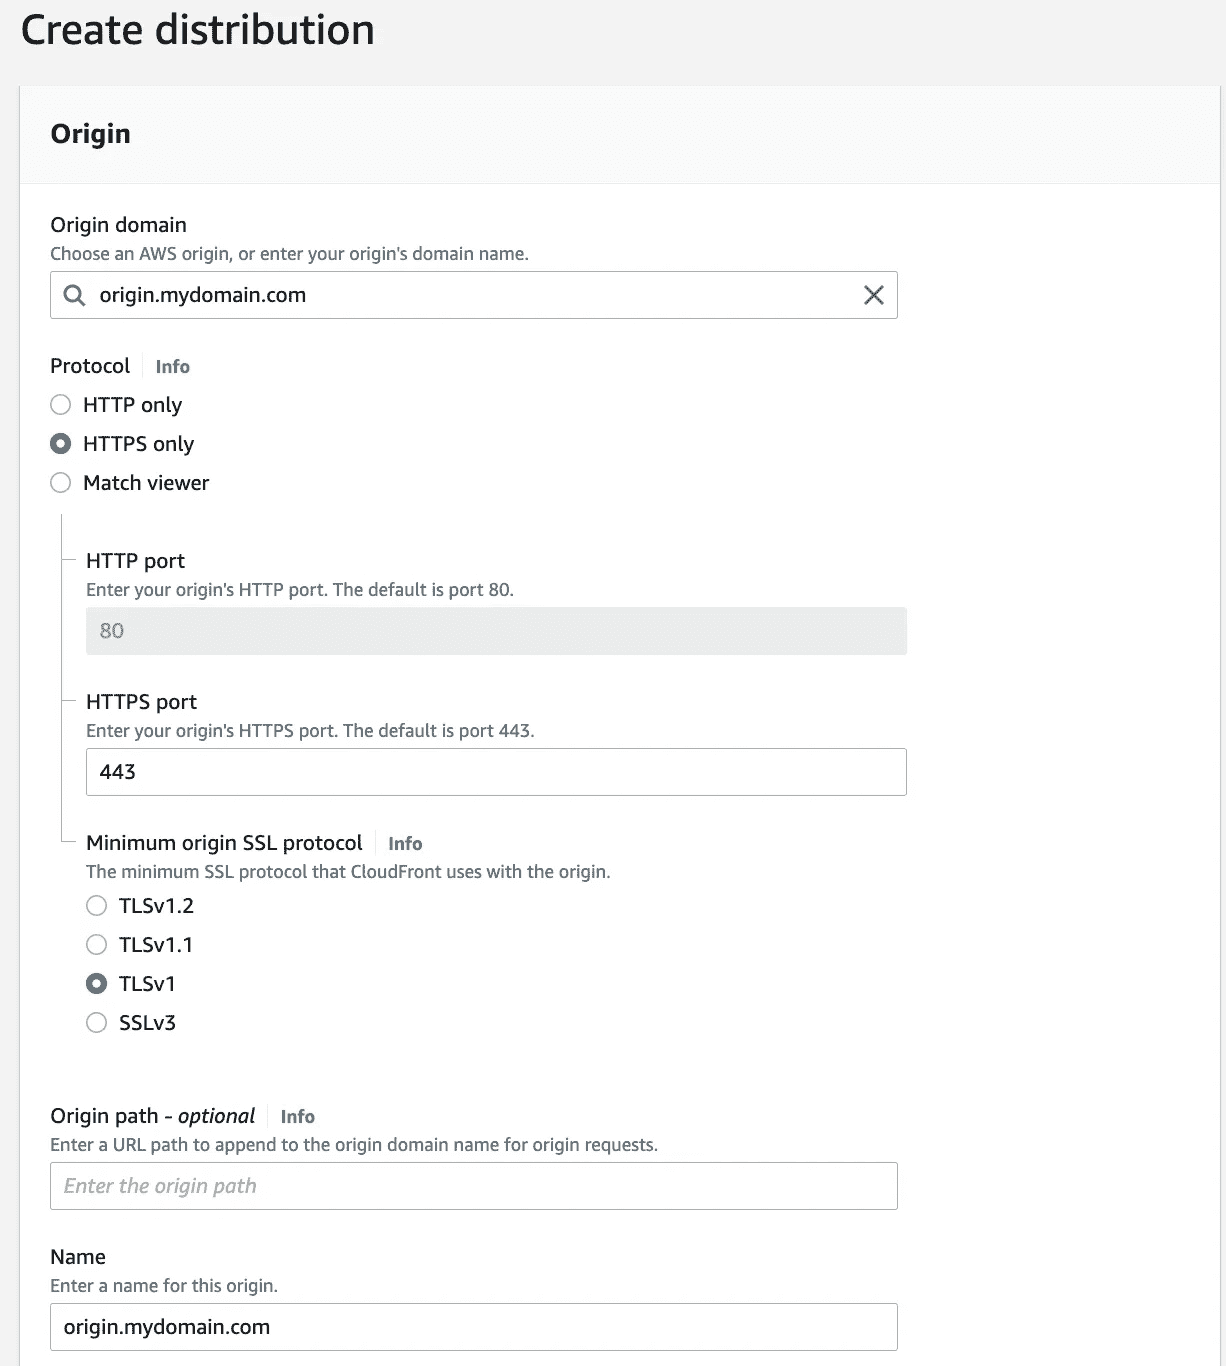 Create distribution
Origin
Origin domain
Choose an AWS origin, or enter your origin's domain name.
origin.mydomain.com
Protocol Info
HTTP only
HTTPS only
Match viewer
HTTP port
Enter your origin's HTTP port. The default is port 80.
80
HTTPS port
Enter your origin's HTTPS port. The default is port 443.
443
Minimum origin SSL protocol Info
The minimum SSL protocol that CloudFront uses with the origin.
TLSv1.2
TLSv1.1
TLSv1
SSLv3
Origin path - optional Info
Enter a URL path to append to the origin domain name for origin requests.
Enter the origin path
Name
Enter a name for this origin.
origin.mydomain.com